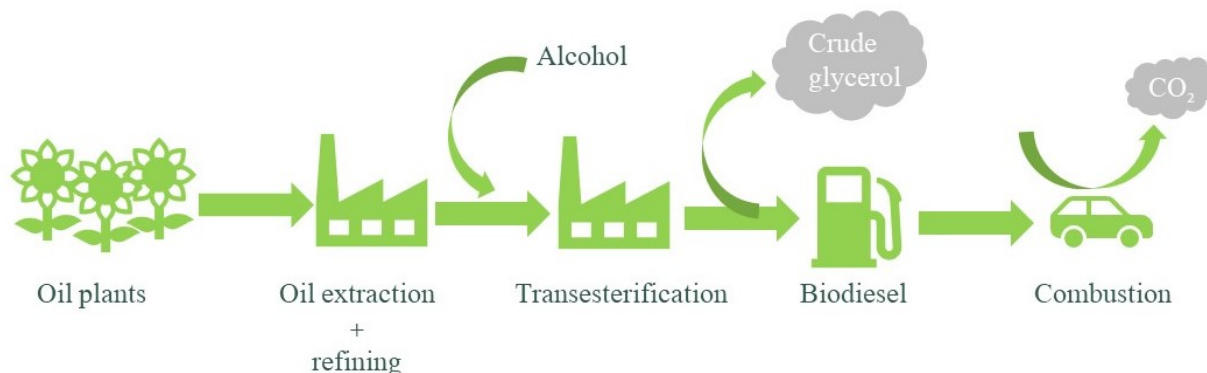 Alcohol
Crude
glycerol
CO₂
Oil plants
Oil extraction
+
refining
Transesterification
Biodiesel
Combustion